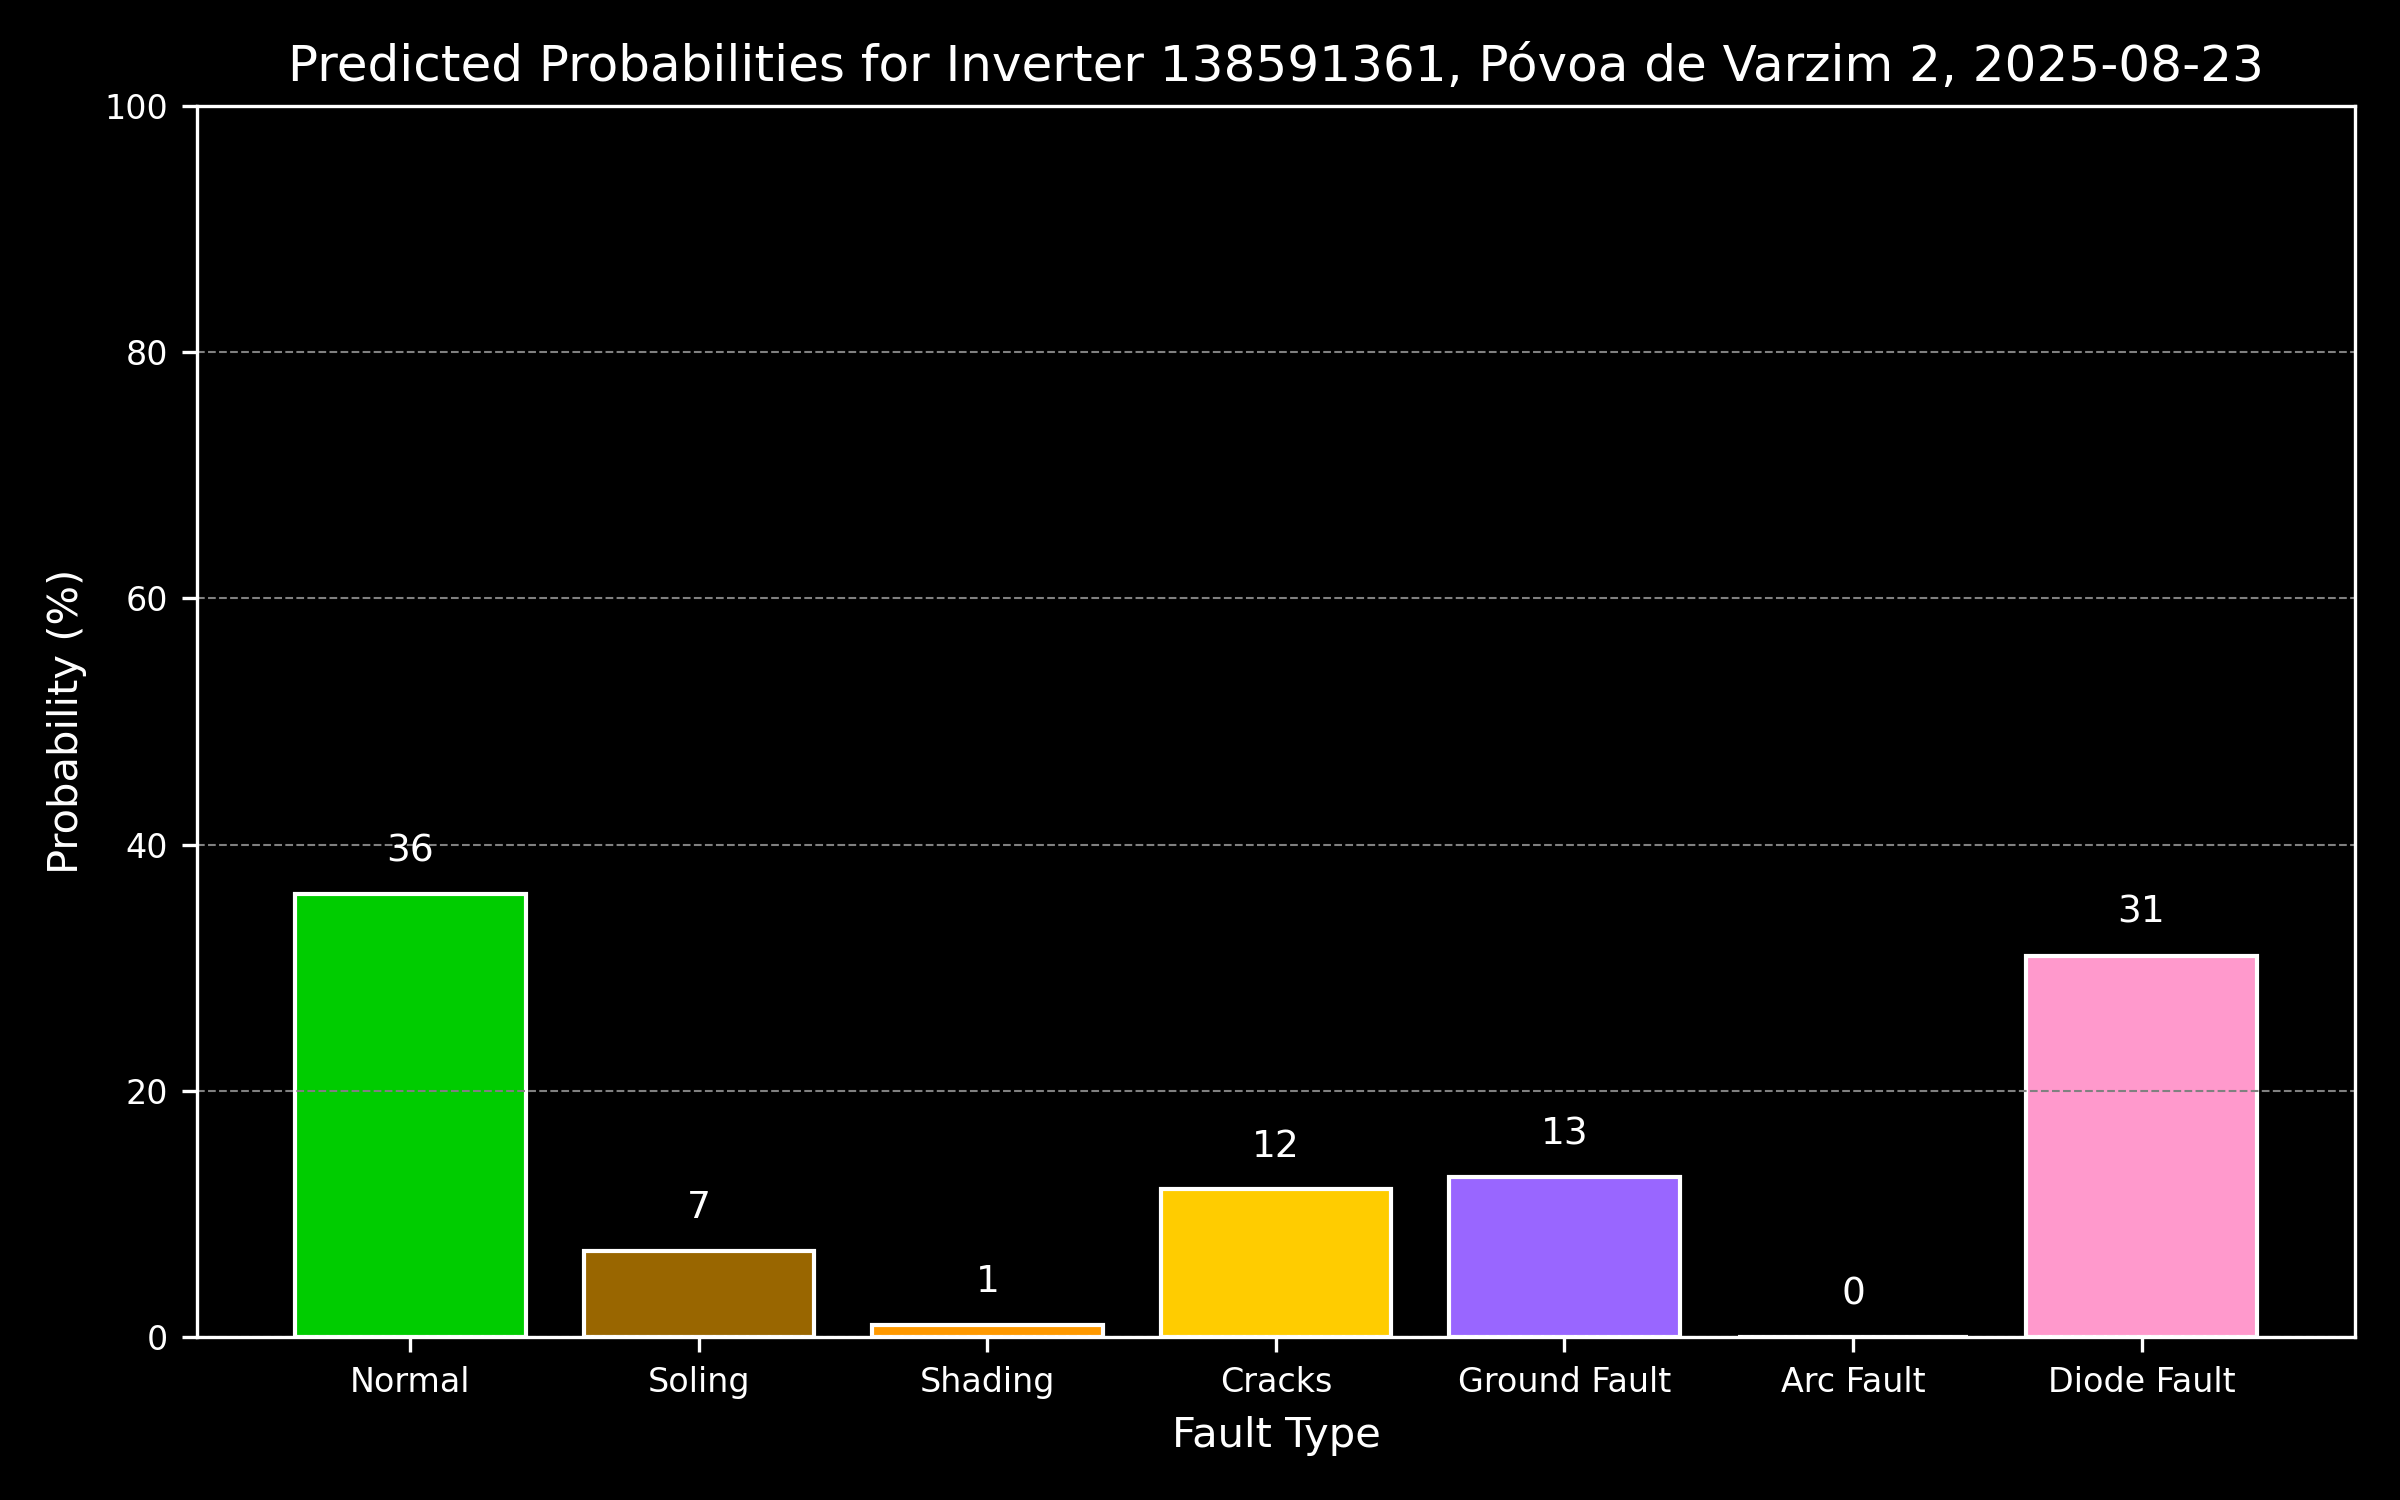 Predicted Probabilities for Inverter 138591361, Póvoa de Varzim 2, 2025-08-23
Probability (%)
100
80
60
40
20
0
36
7
1
12
13
0
31
Normal
Soling
Shading
Cracks
Ground Fault
Arc Fault
Diode Fault
Fault Type